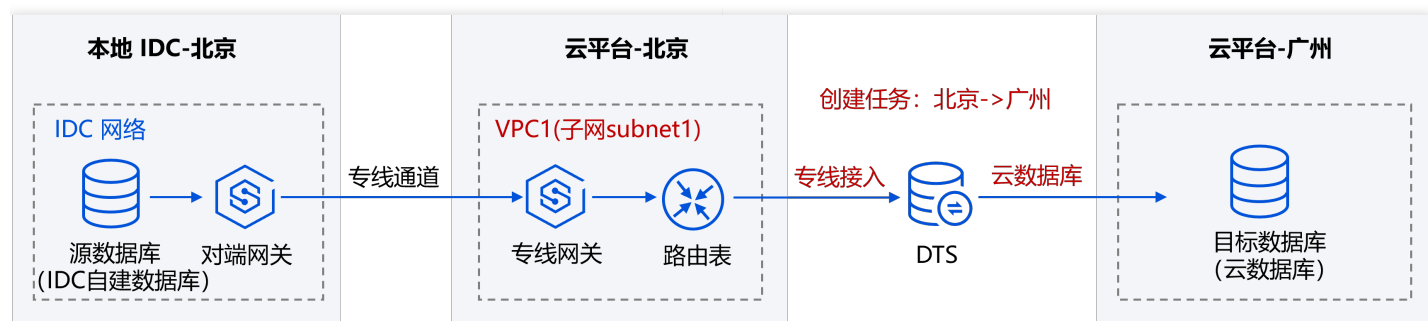 本地 IDC-北京
云平台-北京
云平台-广州
创建任务：北京->广州
IDC 网络
VPC1(子网subnet1)
专线通道
专线接入
云数据库
源数据库
(IDC自建数据库）
对端网关
专线网关
路由表
DTS
目标数据库
（云数据库）